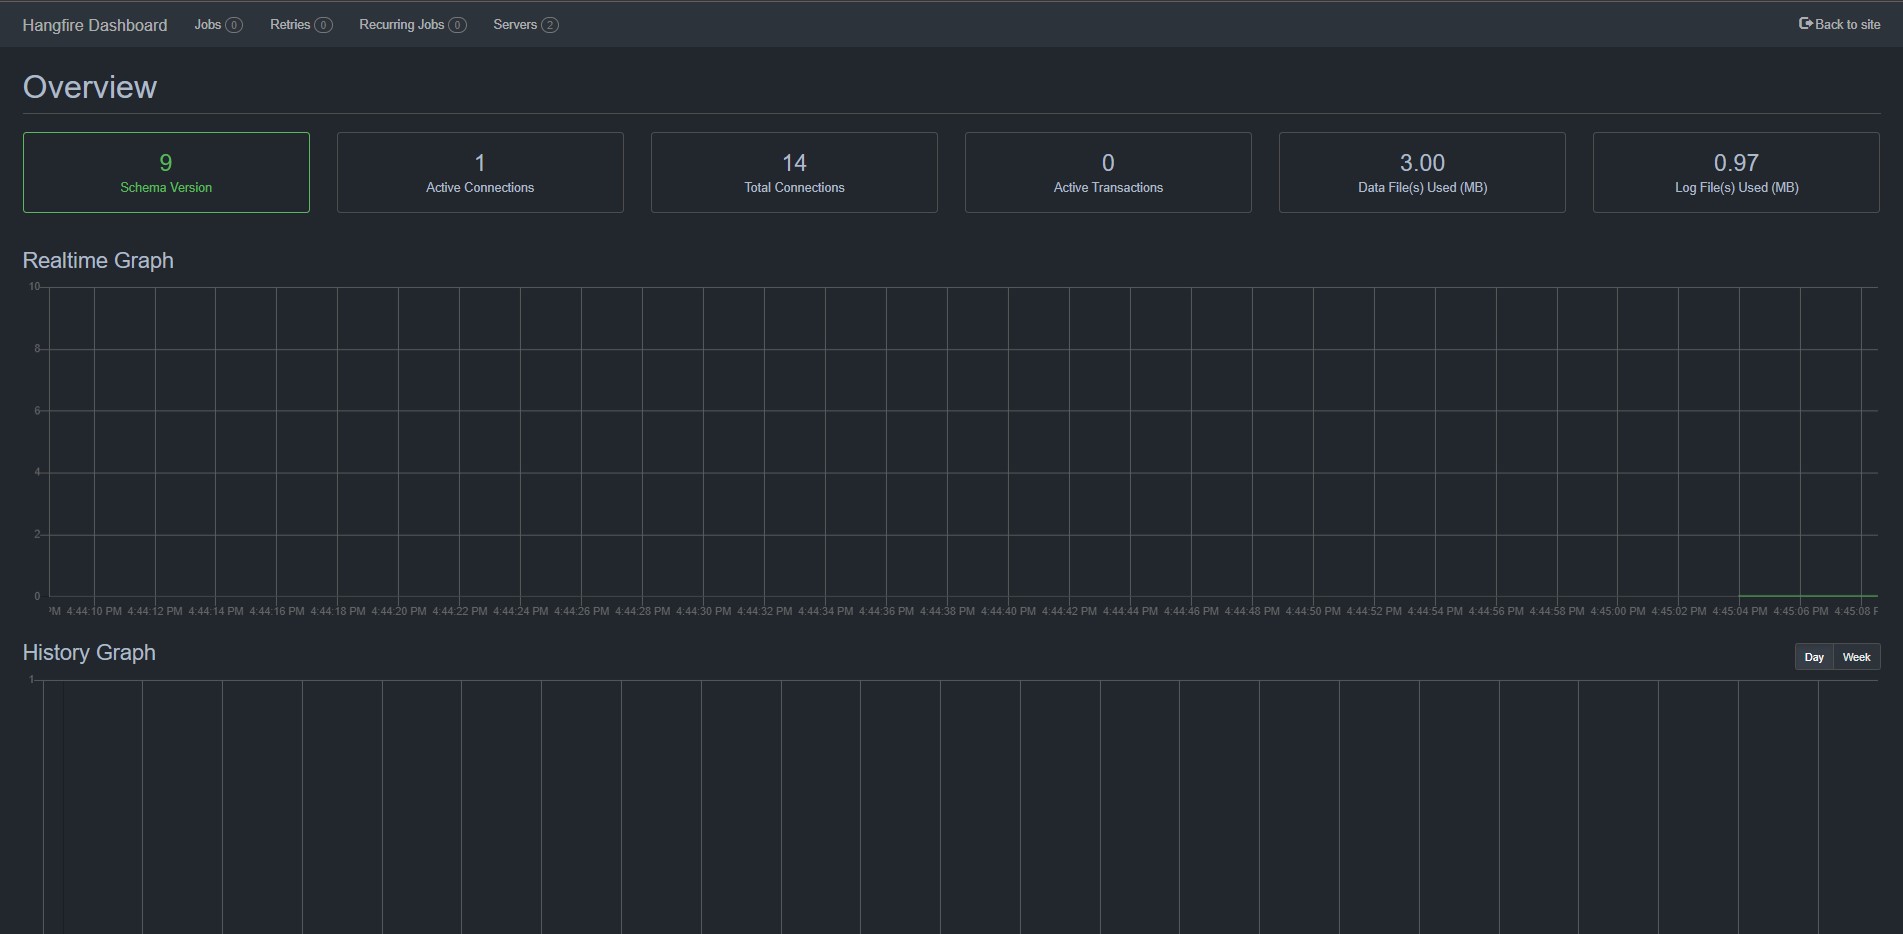 Hangfire Dashboard Jobs 0 Retries 0 Recurring Jobs 0 Servers 2 Back to site
Overview
9 1 14 0 3.00 0.97
Schema Version Active Connections Total Connections Active Transactions Data File(s) Used (MB) Log File(s) Used (MB)
Realtime Graph
10
8
6
4
2
0
PM 4:44:10 PM 4:44:12 PM 4:44:14 PM 4:44:16 PM 4:44:18 PM 4:44:20 PM 4:44:22 PM 4:44:24 PM 4:44:26 PM 4:44:28 PM 4:44:30 PM 4:44:32 PM 4:44:34 PM 4:44:36 PM 4:44:38 PM 4:44:40 PM 4:44:42 PM 4:44:44 PM 4:44:46 PM 4:44:48 PM 4:44:50 PM 4:44:52 PM 4:44:54 PM 4:44:56 PM 4:44:58 PM 4:45:00 PM 4:45:02 PM 4:45:04 PM 4:45:06 PM 4:45:08 P
History Graph Day Week
1